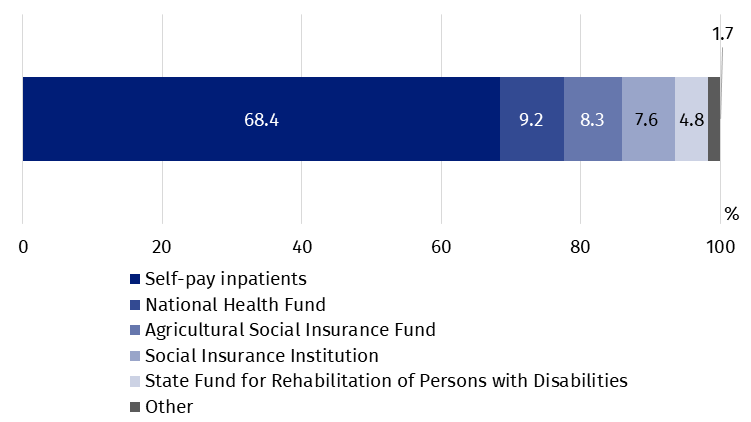 1.7
68.4 9.2 8.3 7.6 4.8
%
0 20 40 60 80 100
Self-pay inpatients
National Health Fund
Agricultural Social Insurance Fund
Social Insurance Institution
State Fund for Rehabilitation of Persons with Disabilities
Other